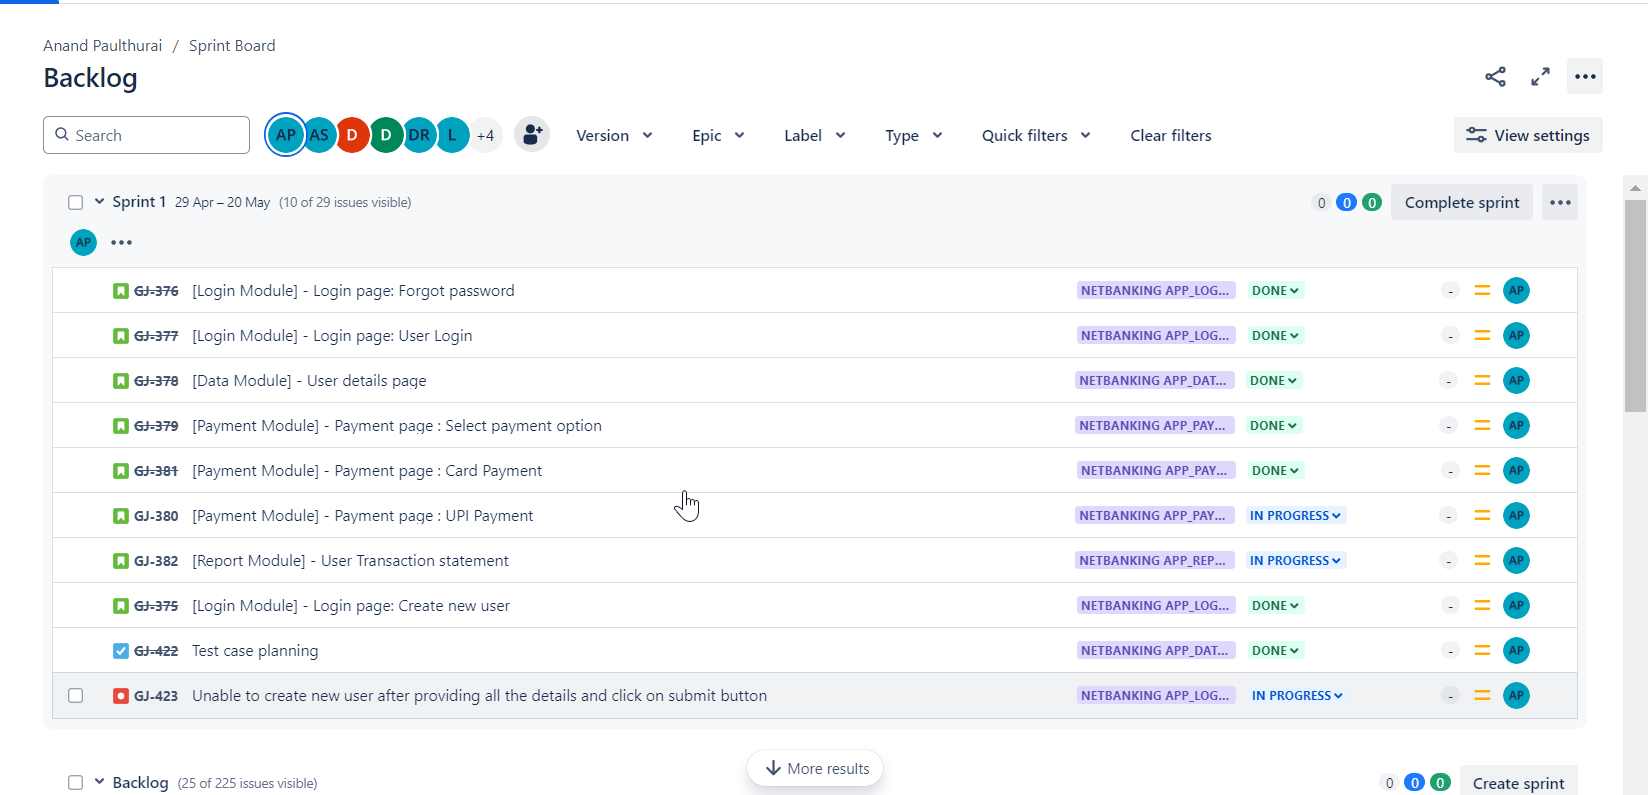 Anand Paulthurai / Sprint Board
Backlog
Search AP AS D D DR L +4 Version Epic Label Type Quick filters Clear filters View settings
Sprint 1 29 Apr – 20 May (10 of 29 issues visible) 0 0 0 Complete sprint
AP
GJ-376 [Login Module] - Login page: Forgot password NETBANKING APP_LOG... DONE - AP
GJ-377 [Login Module] - Login page: User Login NETBANKING APP_LOG... DONE - AP
GJ-378 [Data Module] - User details page NETBANKING APP_DAT... DONE - AP
GJ-379 [Payment Module] - Payment page : Select payment option NETBANKING APP_PAY... DONE - AP
GJ-381 [Payment Module] - Payment page : Card Payment NETBANKING APP_PAY... DONE - AP
GJ-380 [Payment Module] - Payment page : UPI Payment NETBANKING APP_PAY... IN PROGRESS - AP
GJ-382 [Report Module] - User Transaction statement NETBANKING APP_REP... IN PROGRESS - AP
GJ-375 [Login Module] - Login page: Create new user NETBANKING APP_LOG... DONE - AP
GJ-422 Test case planning NETBANKING APP_DAT... DONE - AP
GJ-423 Unable to create new user after providing all the details and click on submit button NETBANKING APP_LOG... IN PROGRESS - AP
More results
Backlog (25 of 225 issues visible) 0 0 0 Create sprint